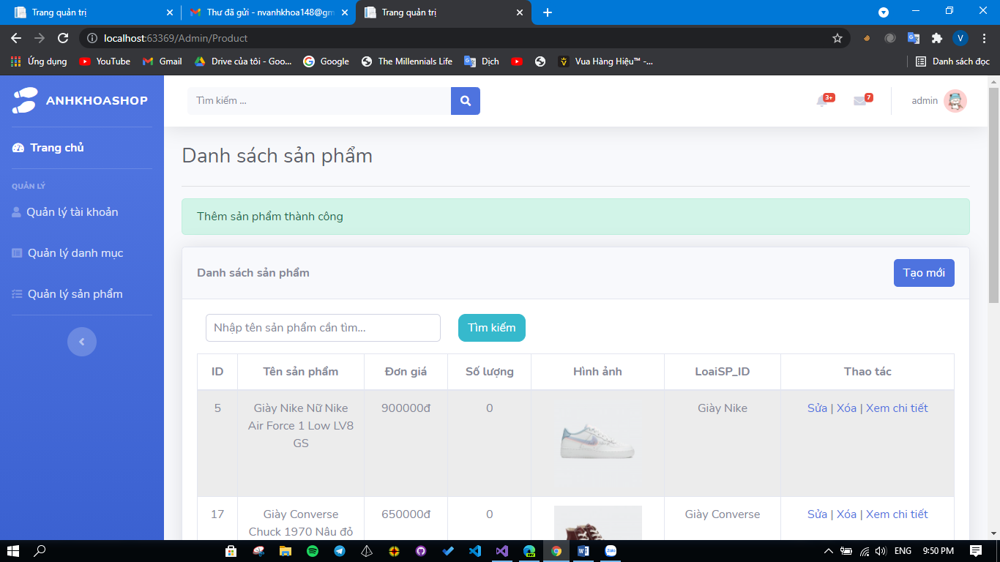 Trang quản trị
Thư đã gửi - nvanhkhoa148@gm
Trang quản trị
localhost:63369/Admin/Product
V
Ứng dụng
YouTube
Gmail
Drive của tôi - Goo...
Google
The Millennials Life
Dịch
Vua Hàng Hiệu™ -...
Danh sách đọc
ANHKHOASHOP
Tìm kiếm ...
3+
7
admin
Trang chủ
QUẢN LÝ
Quản lý tài khoản
Quản lý danh mục
Quản lý sản phẩm
Danh sách sản phẩm
Thêm sản phẩm thành công
Danh sách sản phẩm
Tạo mới
Nhập tên sản phẩm cần tìm...
Tìm kiếm
ID Tên sản phẩm Đơn giá Số lượng Hình ảnh LoaiSP_ID Thao tác
5 Giày Nike Nữ Nike 900000đ 0 Giày Nike Sửa | Xóa | Xem chi tiết
Air Force 1 Low LV8
GS
17 Giày Converse 650000đ 0 Giày Converse Sửa | Xóa | Xem chi tiết
Chuck 1970 Nâu đỏ
DEV
Zalo
ENG
9:50 PM